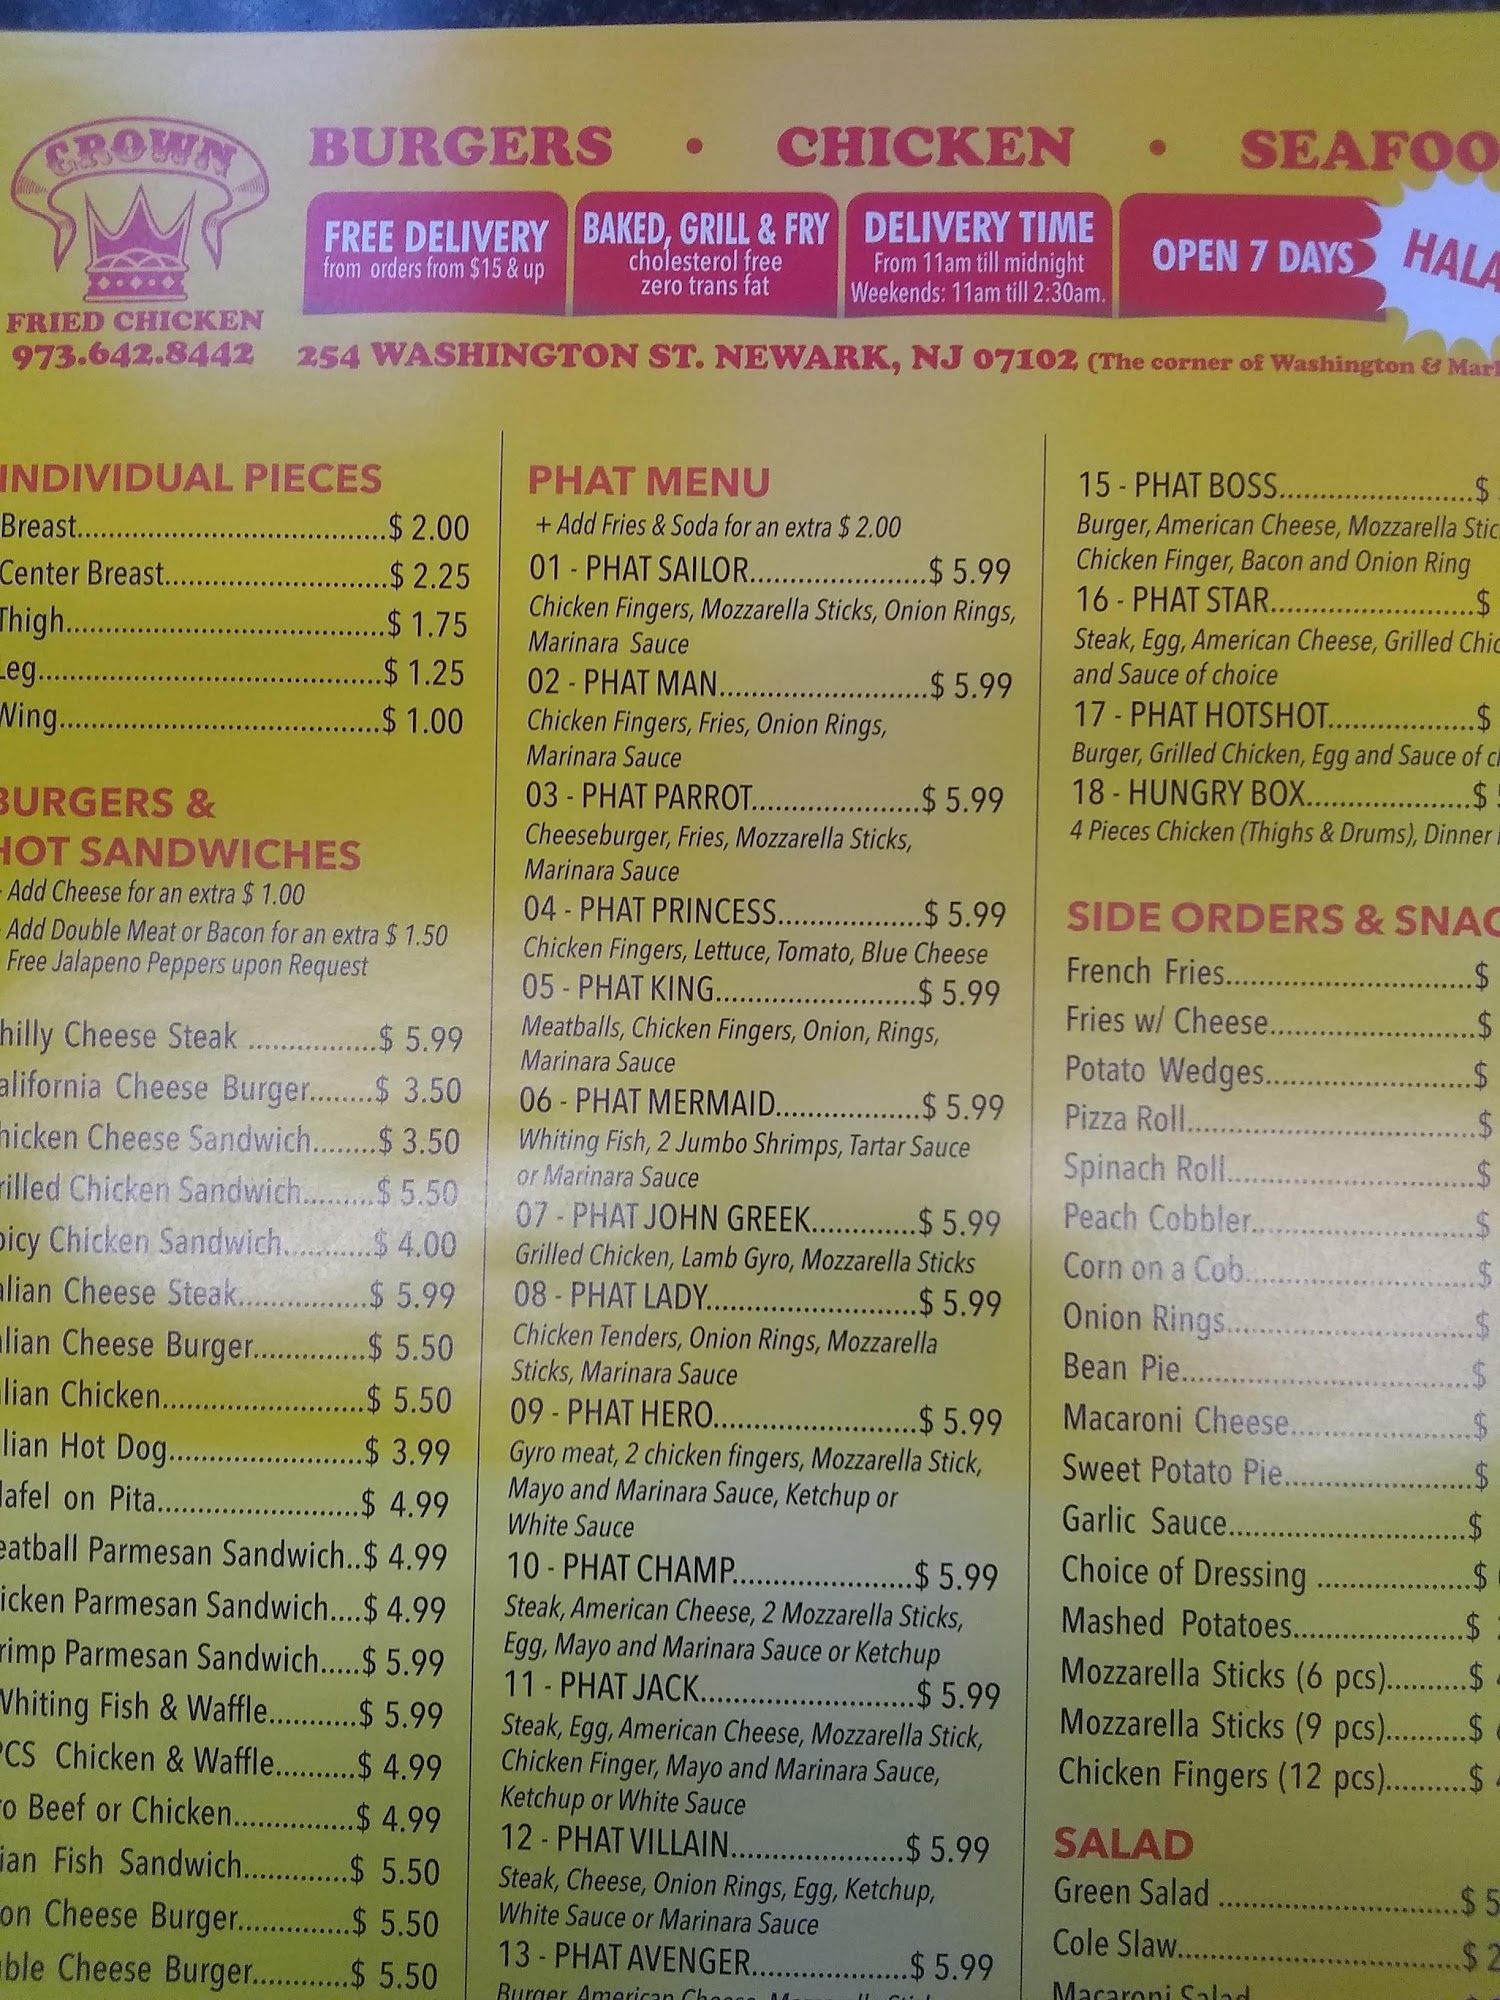 CROWN
FRIED CHICKEN
973.642.8442
BURGERS • CHICKEN • SEAFOO
FREE DELIVERY
from orders from $15 & up
BAKED, GRILL & FRY
cholesterol free
zero trans fat
DELIVERY TIME
From 11am till midnight
Weekends: 11am till 2:30am.
OPEN 7 DAYS
HALA
254 WASHINGTON ST. NEWARK, NJ 07102 (The corner of Washington & Mark
INDIVIDUAL PIECES
Breast....................$ 2.00
Center Breast....................$ 2.25
Thigh....................$ 1.75
Leg....................$ 1.25
Wing....................$ 1.00
BURGERS &
HOT SANDWICHES
Add Cheese for an extra $ 1.00
Add Double Meat or Bacon for an extra $ 1.50
Free Jalapeno Peppers upon Request
hilly Cheese Steak ....................$ 5.99
alifornia Cheese Burger........$ 3.50
hicken Cheese Sandwich........$ 3.50
rilled Chicken Sandwich.........$ 5.50
picy Chicken Sandwich...........$ 4.00
alian Cheese Steak................$ 5.99
alian Cheese Burger..............$ 5.50
alian Chicken.........................$ 5.50
alian Hot Dog........................$ 3.99
lafel on Pita.........................$ 4.99
eatball Parmesan Sandwich..$ 4.99
icken Parmesan Sandwich....$ 4.99
rimp Parmesan Sandwich.....$ 5.99
Whiting Fish & Waffle...........$ 5.99
PCS Chicken & Waffle..........$ 4.99
ro Beef or Chicken...............$ 4.99
ian Fish Sandwich.............$ 5.50
on Cheese Burger..............$ 5.50
ble Cheese Burger............$ 5.50
PHAT MENU
+ Add Fries & Soda for an extra $ 2.00
01 - PHAT SAILOR......................$ 5.99
Chicken Fingers, Mozzarella Sticks, Onion Rings,
Marinara Sauce
02 - PHAT MAN..........................$ 5.99
Chicken Fingers, Fries, Onion Rings,
Marinara Sauce
03 - PHAT PARROT.....................$ 5.99
Cheeseburger, Fries, Mozzarella Sticks,
Marinara Sauce
04 - PHAT PRINCESS..................$ 5.99
Chicken Fingers, Lettuce, Tomato, Blue Cheese
05 - PHAT KING.........................$ 5.99
Meatballs, Chicken Fingers, Onion, Rings,
Marinara Sauce
06 - PHAT MERMAID..................$ 5.99
Whiting Fish, 2 Jumbo Shrimps, Tartar Sauce
or Marinara Sauce
07 - PHAT JOHN GREEK.............$ 5.99
Grilled Chicken, Lamb Gyro, Mozzarella Sticks
08 - PHAT LADY..........................$ 5.99
Chicken Tenders, Onion Rings, Mozzarella
Sticks, Marinara Sauce
09 - PHAT HERO.........................$ 5.99
Gyro meat, 2 chicken fingers, Mozzarella Stick,
Mayo and Marinara Sauce, Ketchup or
White Sauce
10 - PHAT CHAMP......................$ 5.99
Steak, American Cheese, 2 Mozzarella Sticks,
Egg, Mayo and Marinara Sauce or Ketchup
11 - PHAT JACK..........................$ 5.99
Steak, Egg, American Cheese, Mozzarella Stick,
Chicken Finger, Mayo and Marinara Sauce,
Ketchup or White Sauce
12 - PHAT VILLAIN.....................$ 5.99
Steak, Cheese, Onion Rings, Egg, Ketchup,
White Sauce or Marinara Sauce
13 - PHAT AVENGER...................$ 5.99
Burger, American Cheese,
15 - PHAT BOSS........................$
Burger, American Cheese, Mozzarella Stic
Chicken Finger, Bacon and Onion Ring
16 - PHAT STAR.........................$
Steak, Egg, American Cheese, Grilled Chic
and Sauce of choice
17 - PHAT HOTSHOT..................$
Burger, Grilled Chicken, Egg and Sauce of c
18 - HUNGRY BOX....................$
4 Pieces Chicken (Thighs & Drums), Dinner
SIDE ORDERS & SNAC
French Fries..............................$
Fries w/ Cheese.........................$
Potato Wedges..........................$
Pizza Roll...................................$
Spinach Roll..............................$
Peach Cobbler...........................$
Corn on a Cob...........................$
Onion Rings..............................$
Bean Pie...................................$
Macaroni Cheese......................$
Sweet Potato Pie.......................$
Garlic Sauce.............................$
Choice of Dressing ...................$
Mashed Potatoes.....................$
Mozzarella Sticks (6 pcs)..........$
Mozzarella Sticks (9 pcs)..........$
Chicken Fingers (12 pcs)..........$
SALAD
Green Salad .............................$ 5
Cole Slaw..................................$ 2
Macaroni Salad